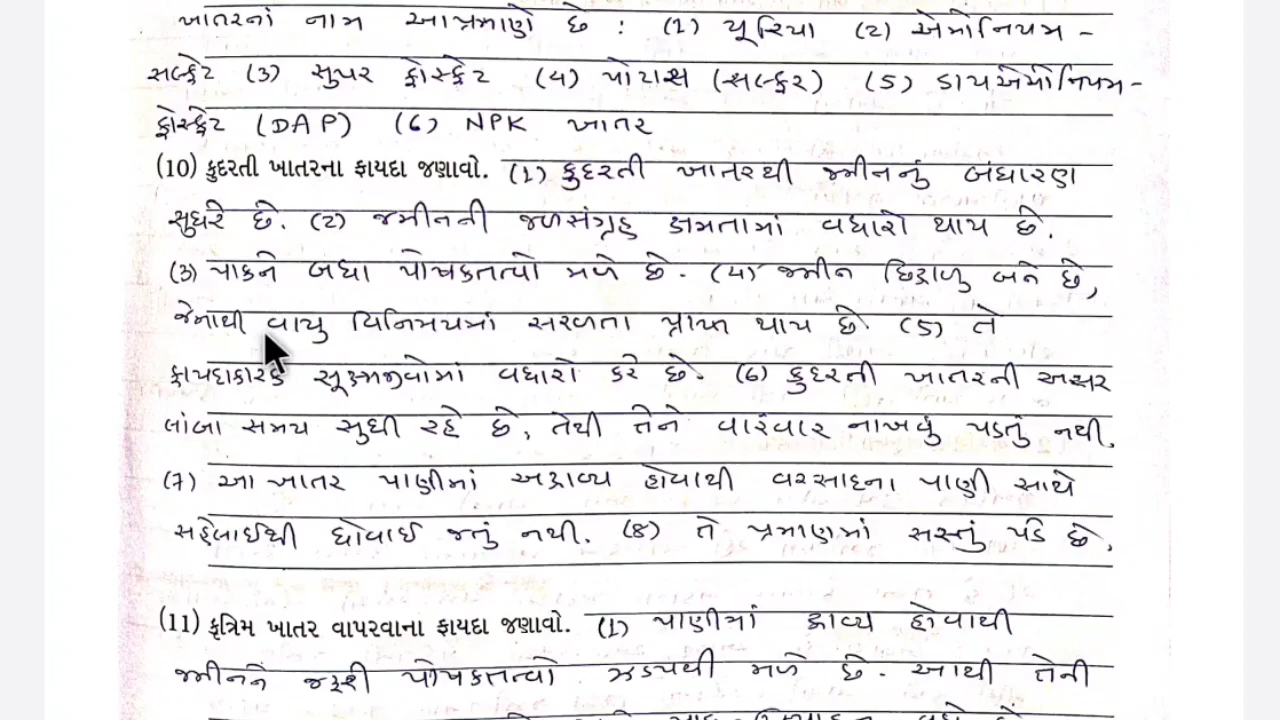 ખાતરનાં નામ આ પ્રમાણે છે : (1) યૂરિયા (2) એમોનિયમ -
સલ્ફેટ (3) સુપર ફોસ્ફેટ (4) પોટાશ (સલ્ફર) (5) ડાયએમોનિયમ -
ફોસ્ફેટ (DAP) (6) NPK ખાતર
(10) કુદરતી ખાતરના ફાયદા જણાવો. (1) કુદરતી ખાતરથી જમીનનું બંધારણ
સુધરે છે. (2) જમીનની જળસંગ્રહ ક્ષમતામાં વધારો થાય છે.
(3) પાકને બધા પોષકતત્વો મળે છે. (4) જમીન છિદ્રાળુ બને છે,
જેનાથી વાયુ વિનિમયમાં સરળતા પ્રાપ્ત થાય છે (5) તે
ફાયદાકારક સૂક્ષ્મજીવોમાં વધારો કરે છે. (6) કુદરતી ખાતરની અસર
લાંબા સમય સુધી રહે છે, તેથી તેને વારંવાર નાખવું પડતું નથી.
(7) આ ખાતર પાણીમાં અદ્રાવ્ય હોવાથી વરસાદના પાણી સાથે
સહેલાઈથી ધોવાઈ જતું નથી. (8) તે પ્રમાણમાં સસ્તું પડે છે.
(11) કૃત્રિમ ખાતર વાપરવાના ફાયદા જણાવો. (1) પાણીમાં દ્રાવ્ય હોવાથી
જમીનને જરૂરી પોષકતત્વો ઝડપથી મળે છે. આથી તેની